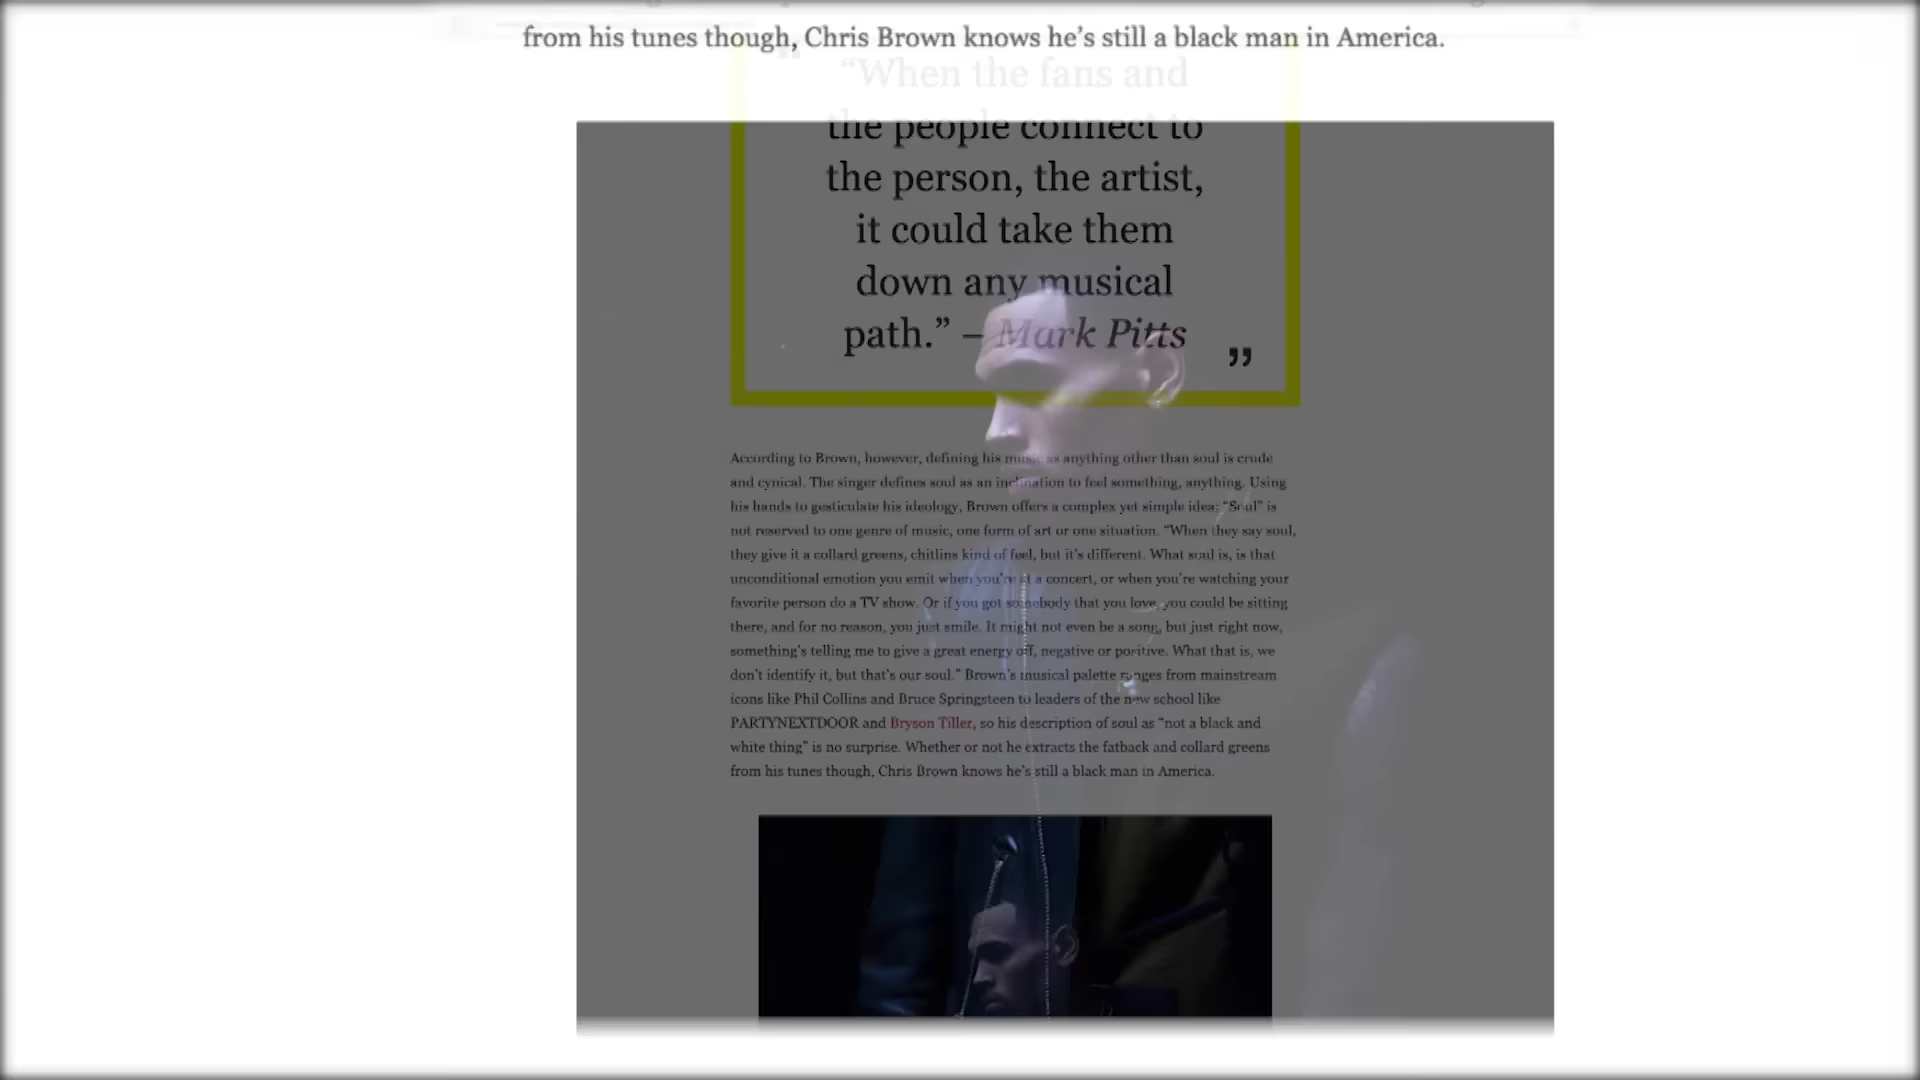 from his tunes though, Chris Brown knows he’s still a black man in America.
“When the fans and
the people connect to
the person, the artist,
it could take them
down any musical
path.” – Mark Pitts
”
According to Brown, however, defining his music as anything other than soul is crude
and cynical. The singer defines soul as an inclination to feel something, anything. Using
his hands to gesticulate his ideology, Brown offers a complex yet simple idea: “Soul” is
not reserved to one genre of music, one form of art or one situation. “When they say soul,
they give it a collard greens, chitlins kind of feel, but it’s different. What soul is, is that
unconditional emotion you emit when you’re at a concert, or when you’re watching your
favorite person do a TV show. Or if you got somebody that you love, you could be sitting
there, and for no reason, you just smile. It might not even be a song, but just right now,
something’s telling me to give a great energy off, negative or positive. What that is, we
don’t identify it, but that’s our soul.” Brown’s musical palette ranges from mainstream
icons like Phil Collins and Bruce Springsteen to leaders of the new school like
PARTYNEXTDOOR and Bryson Tiller, so his description of soul as “not a black and
white thing” is no surprise. Whether or not he extracts the fatback and collard greens
from his tunes though, Chris Brown knows he’s still a black man in America.